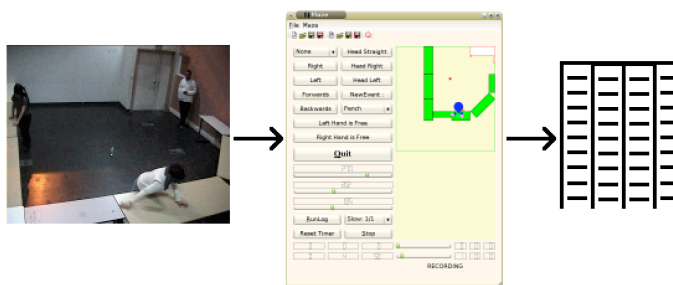 Maze
File Maze
None Head Straight
Right Head Right
Left Head Left
Forwards NewEvent :
Backwards Punch
Left Hand is Free
Right Hand is Free
Quit
RunLog Slow: 1/1
Reset Timer Stop
RECORDING